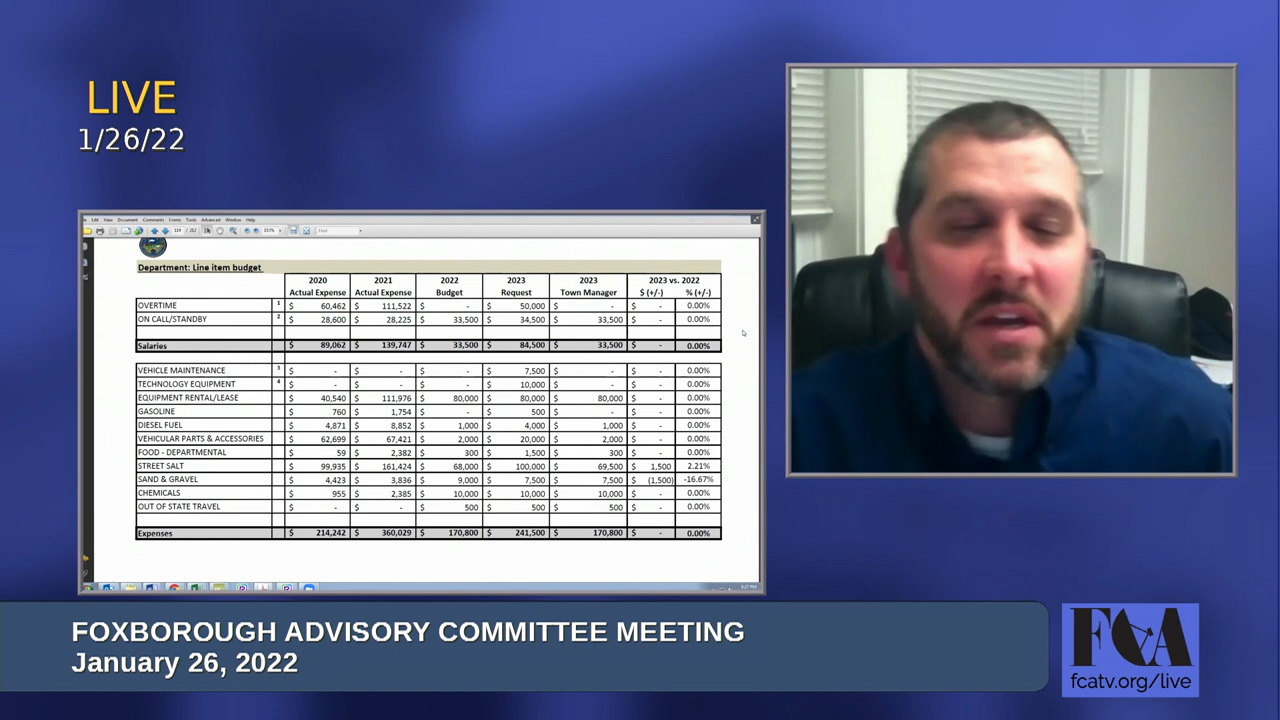 LIVE
1/26/22
Edit View Document Comments Forms Tools Advanced Window Help
Department: Line item budget
2020 2021 2022 2023 2023 2023 vs. 2022
Actual Expense Actual Expense Budget Request Town Manager $ (+/-) % (+/-)
OVERTIME 1 $ 60,462 $ 111,522 $ - $ 50,000 $ - $ - 0.00%
ON CALL/STANDBY 2 $ 28,600 $ 28,225 $ 33,500 $ 34,500 $ 33,500 $ - 0.00%
Salaries $ 89,062 $ 139,747 $ 33,500 $ 84,500 $ 33,500 $ - 0.00%
VEHICLE MAINTENANCE 3 $ - $ - $ - $ 7,500 $ - $ - 0.00%
TECHNOLOGY EQUIPMENT 4 $ - $ - $ - $ 10,000 $ - $ - 0.00%
EQUIPMENT RENTAL/LEASE $ 40,540 $ 111,976 $ 80,000 $ 80,000 $ 80,000 $ - 0.00%
GASOLINE $ 760 $ 1,754 $ - $ 500 $ - $ - 0.00%
DIESEL FUEL $ 4,871 $ 8,852 $ 1,000 $ 4,000 $ 1,000 $ - 0.00%
VEHICULAR PARTS & ACCESSORIES $ 62,699 $ 67,421 $ 2,000 $ 20,000 $ 2,000 $ - 0.00%
FOOD - DEPARTMENTAL $ 59 $ 2,382 $ 300 $ 1,500 $ 300 $ - 0.00%
STREET SALT $ 99,935 $ 161,424 $ 68,000 $ 100,000 $ 69,500 $ 1,500 2.21%
SAND & GRAVEL $ 4,423 $ 3,836 $ 9,000 $ 7,500 $ 7,500 $ (1,500) -16.67%
CHEMICALS $ 955 $ 2,385 $ 10,000 $ 10,000 $ 10,000 $ - 0.00%
OUT OF STATE TRAVEL $ - $ - $ 500 $ 500 $ 500 $ - 0.00%
Expenses $ 214,242 $ 360,029 $ 170,800 $ 241,500 $ 170,800 $ - 0.00%
FOXBOROUGH ADVISORY COMMITTEE MEETING
January 26, 2022
FCA
fcatv.org/live